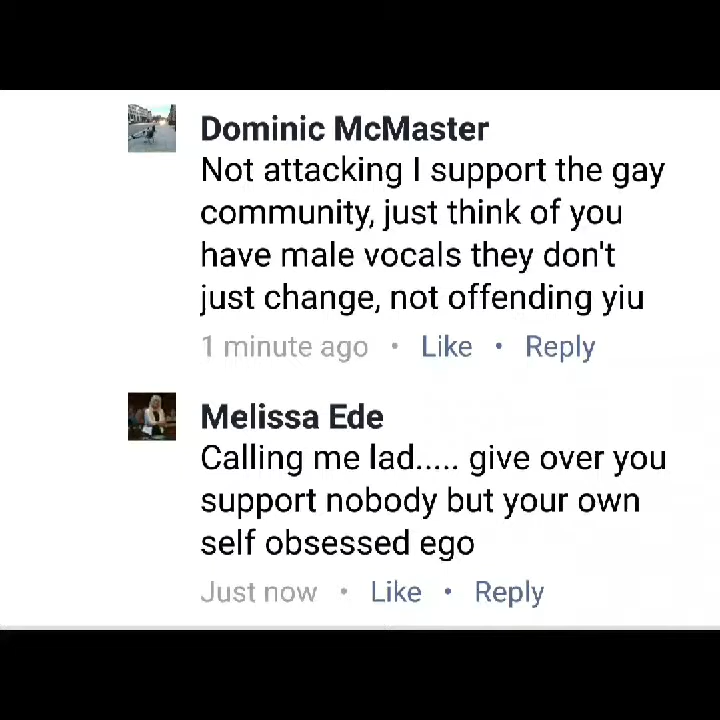 Dominic McMaster
Not attacking I support the gay
community, just think of you
have male vocals they don't
just change, not offending yiu
1 minute ago • Like • Reply
Melissa Ede
Calling me lad..... give over you
support nobody but your own
self obsessed ego
Just now • Like • Reply